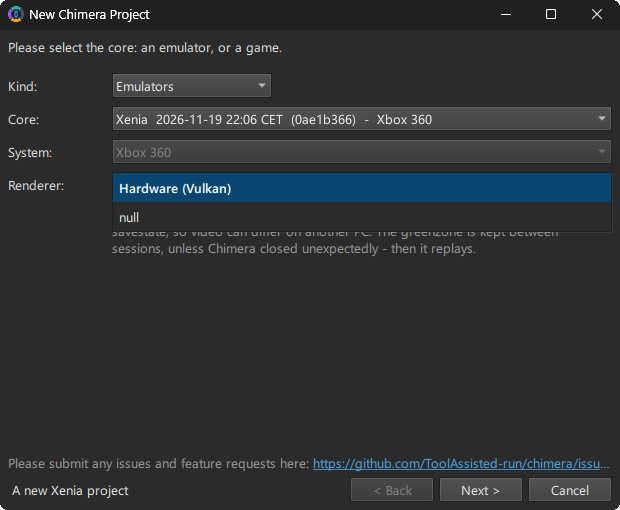 New Chimera Project
Please select the core: an emulator, or a game.
Kind: Emulators
Core: Xenia 2026-11-19 22:06 CET (0ae1b366) - Xbox 360
System: Xbox 360
Renderer: Hardware (Vulkan)
null
savestate, so video can differ on another PC. The greenzone is kept between
sessions, unless Chimera closed unexpectedly - then it replays.
Please submit any issues and feature requests here: https://github.com/ToolAssisted-run/chimera/issu...
A new Xenia project
< Back
Next >
Cancel